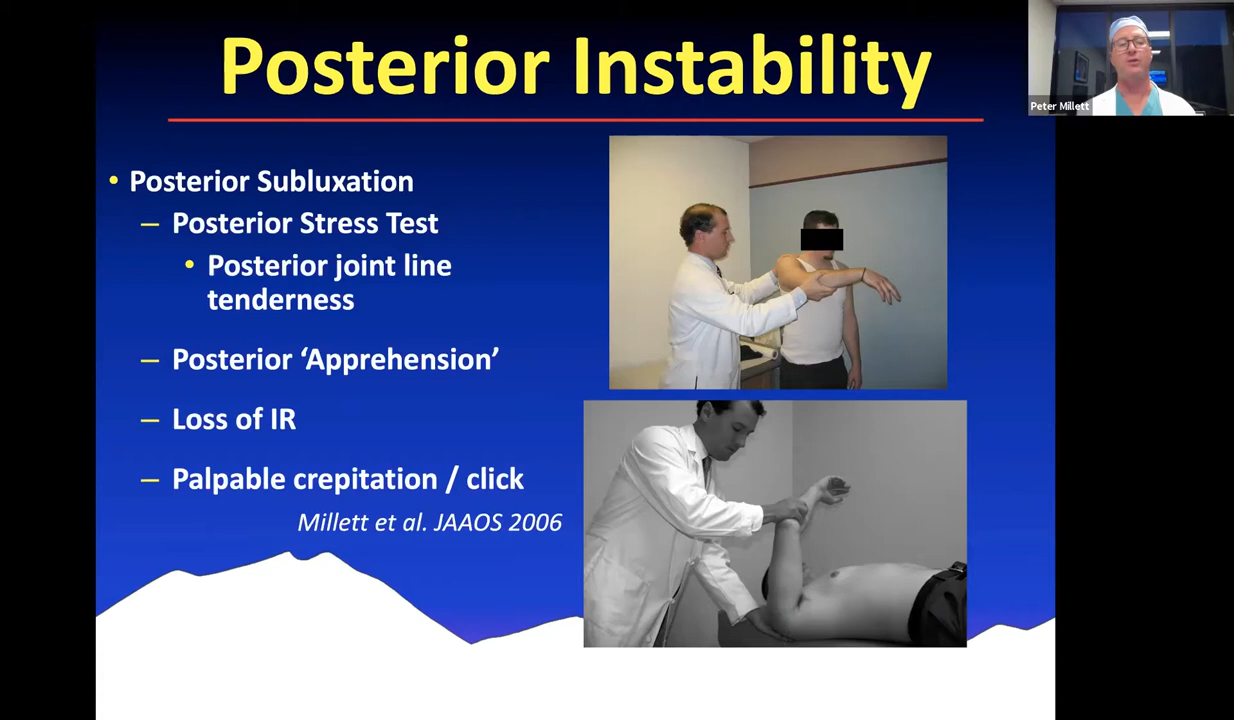 Posterior Instability
Peter Millett
• Posterior Subluxation
– Posterior Stress Test
• Posterior joint line
tenderness
– Posterior ‘Apprehension’
– Loss of IR
– Palpable crepitation / click
Millett et al. JAAOS 2006